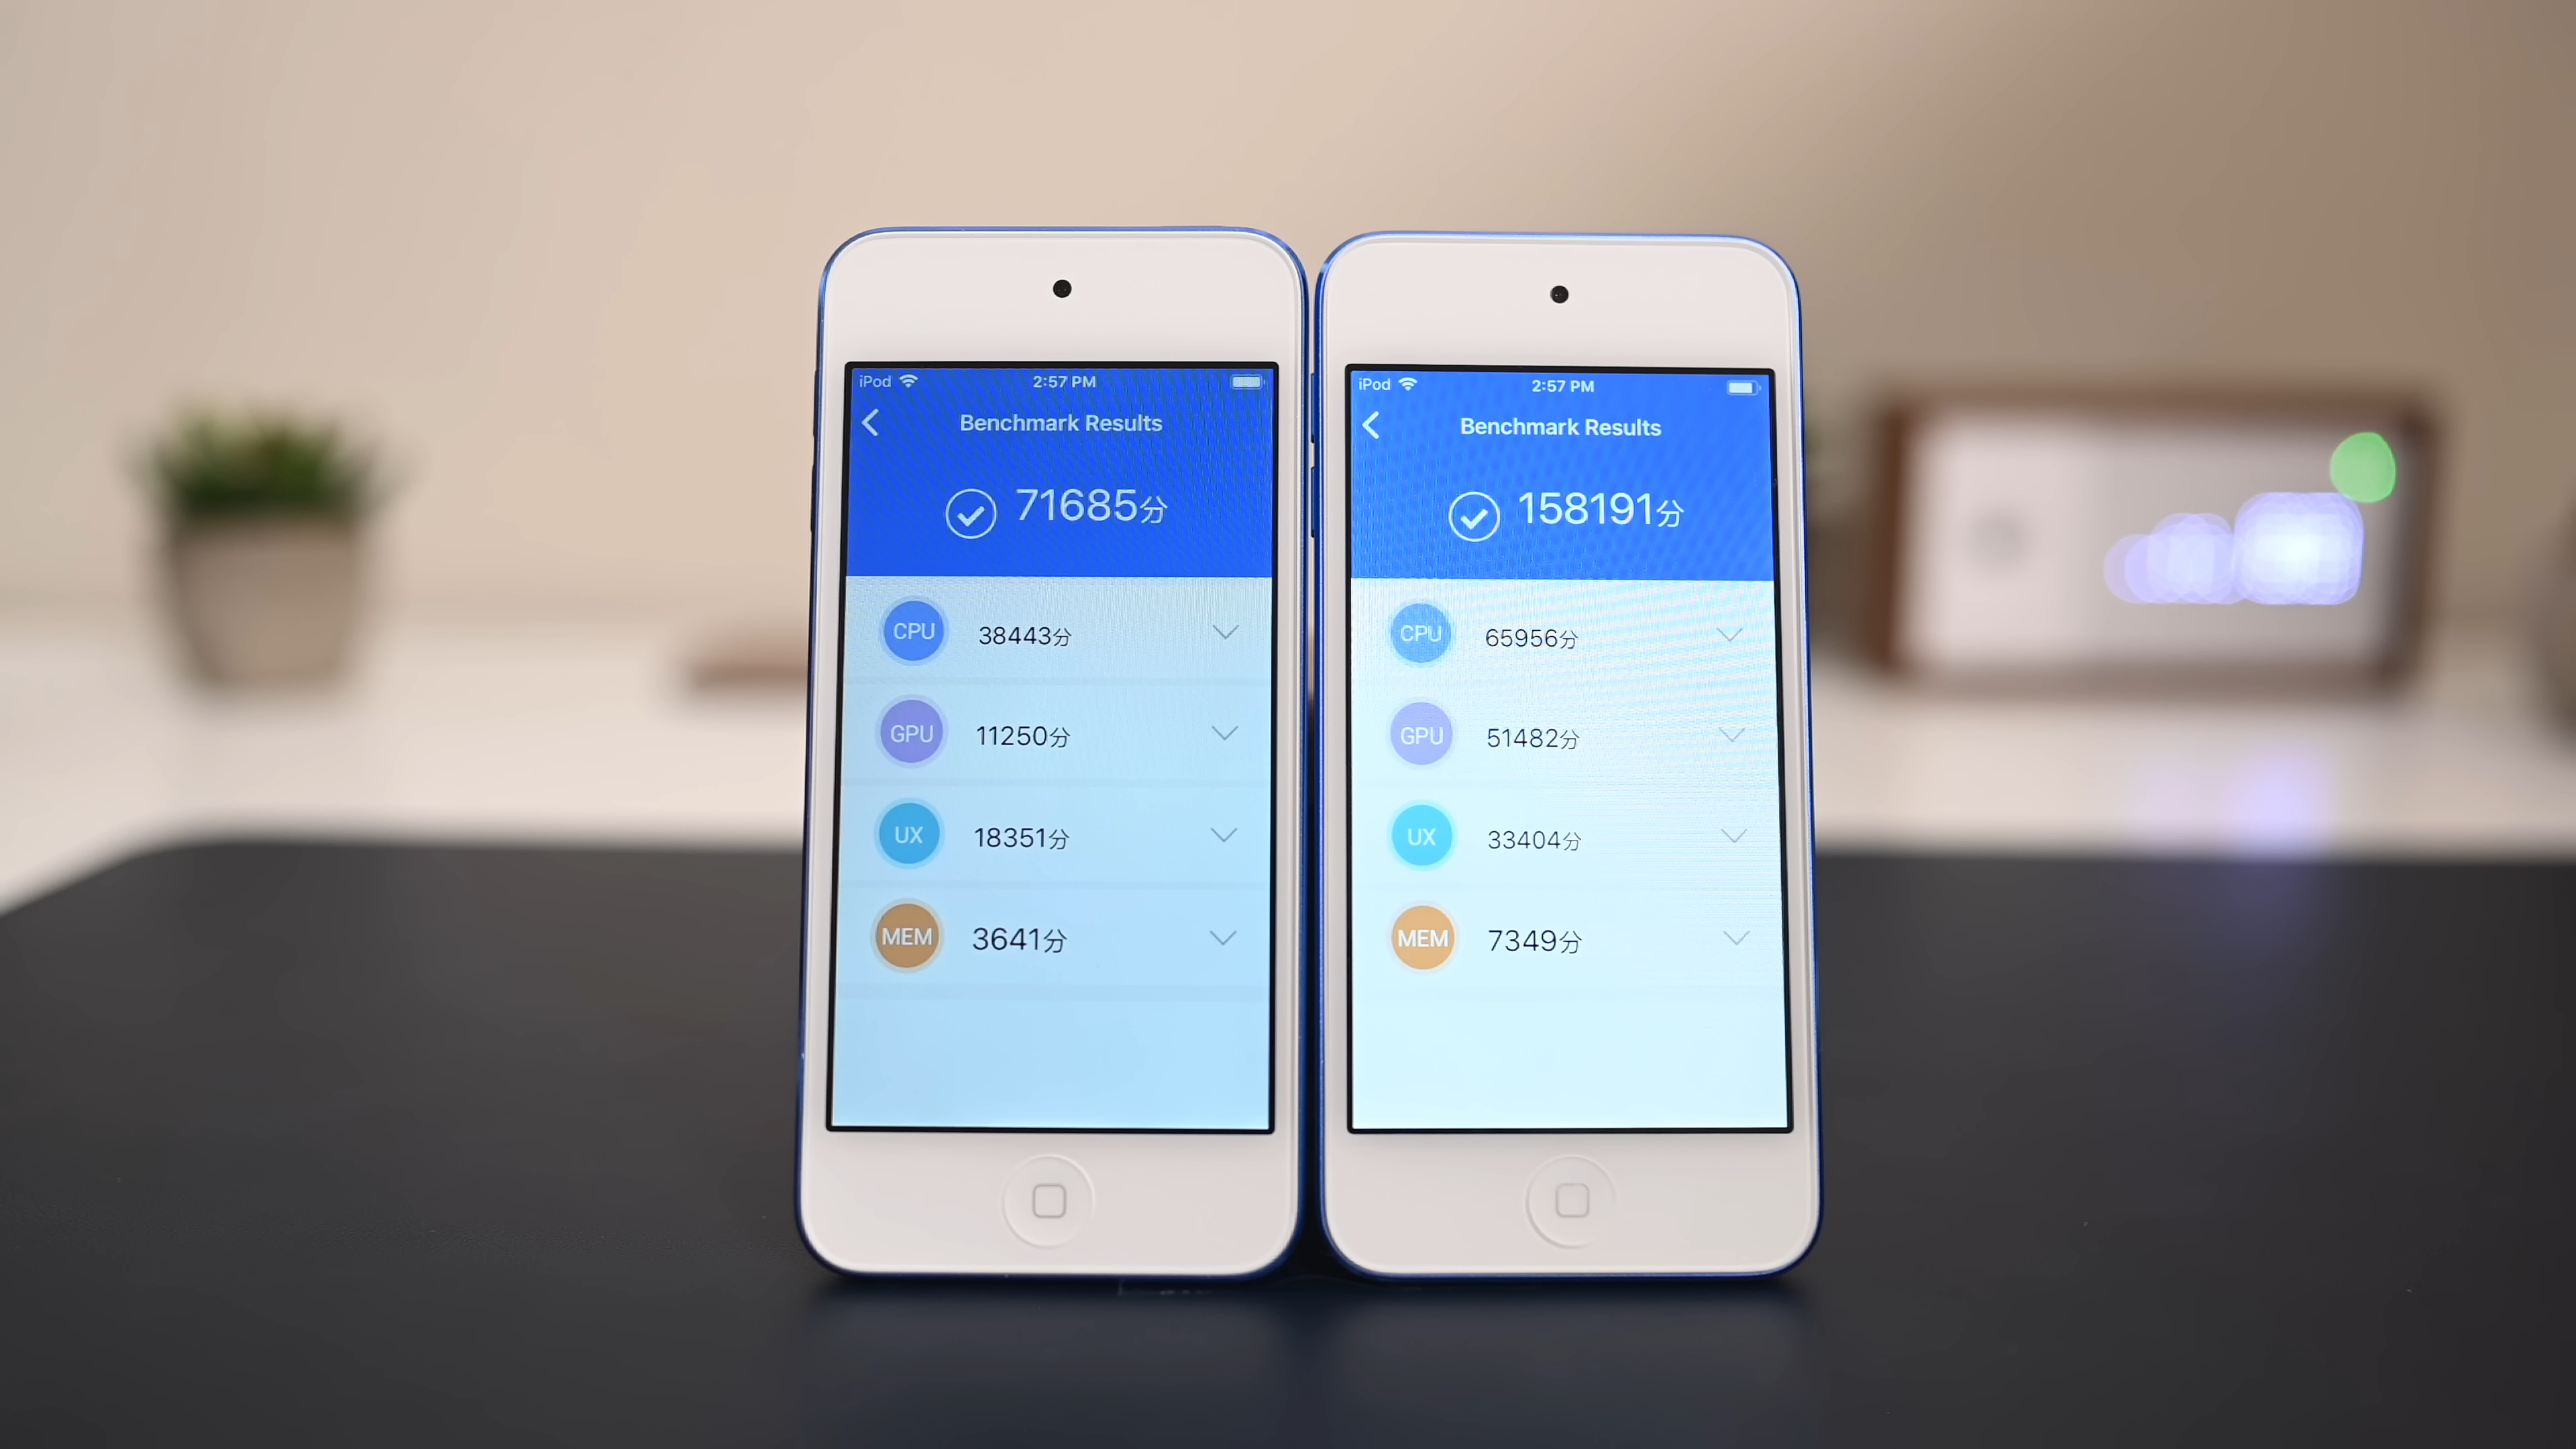 iPod
2:57 PM
Benchmark Results
71685分
CPU
38443分
GPU
11250分
UX
18351分
MEM
3641分
iPod
2:57 PM
Benchmark Results
158191分
CPU
65956分
GPU
51482分
UX
33404分
MEM
7349分